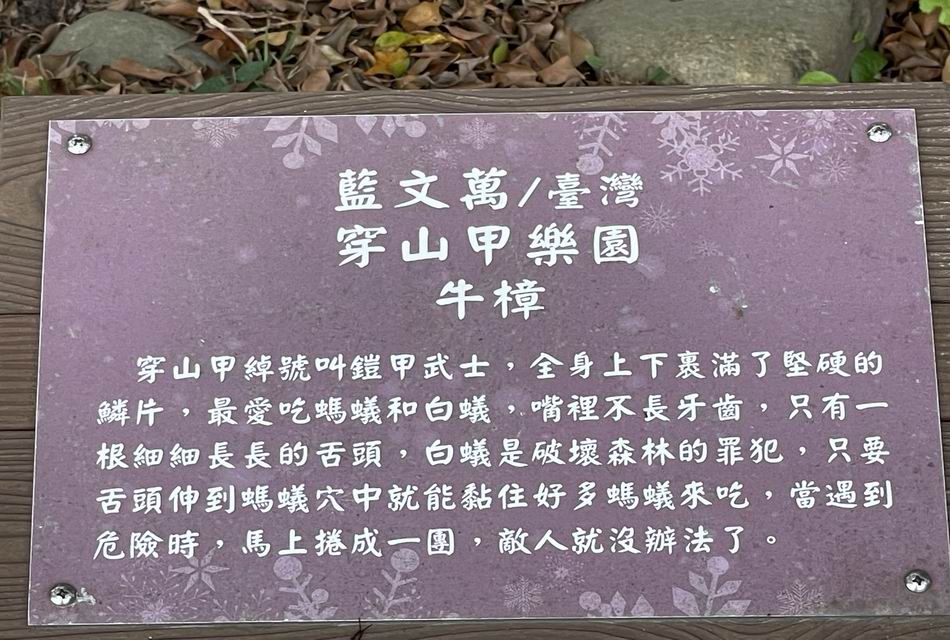 藍文萬/臺灣
穿山甲樂園
牛樟
穿山甲綽號叫鎧甲武士，全身上下裹滿了堅硬的
鱗片，最愛吃螞蟻和白蟻，嘴裡不長牙齒，只有一
根細細長長的舌頭，白蟻是破壞森林的罪犯，只要
舌頭伸到螞蟻穴中就能黏住好多螞蟻來吃，當遇到
危險時，馬上捲成一團，敵人就沒辦法了。